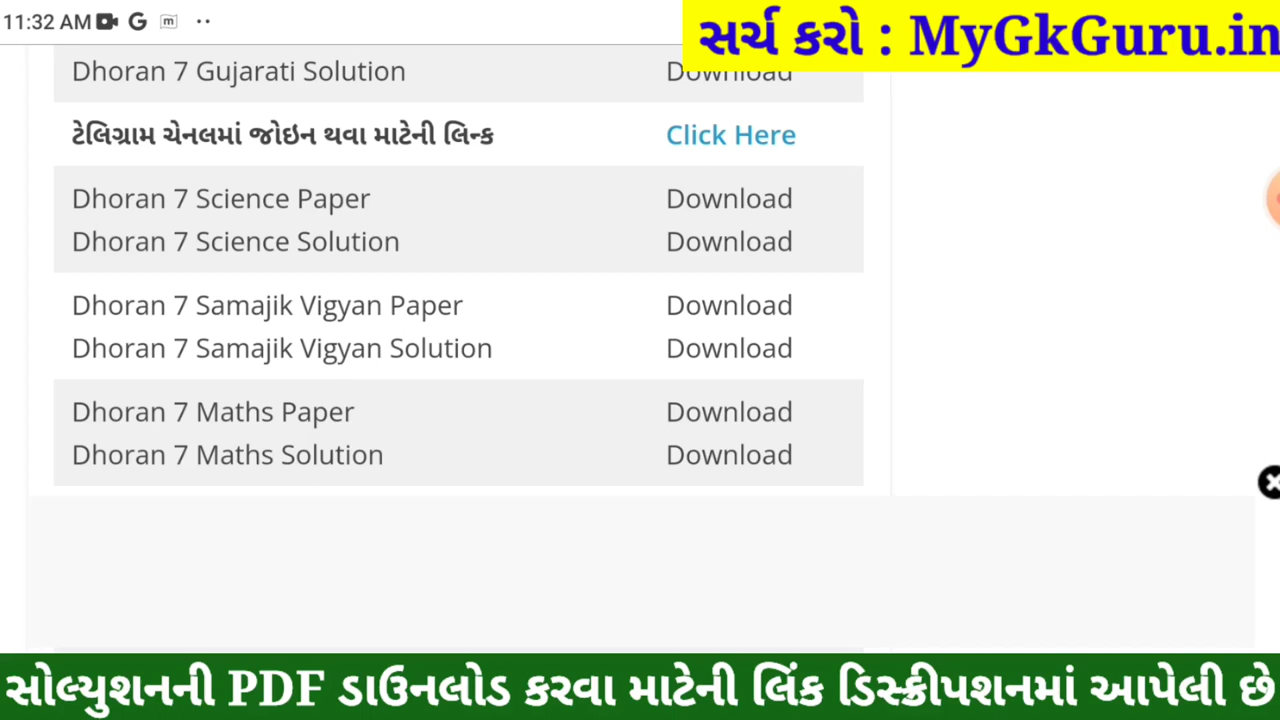 11:32 AM
સર્ચ કરો : MyGkGuru.in
Dhoran 7 Gujarati Solution Download
ટેલિગ્રામ ચેનલમાં જોઇન થવા માટેની લિન્ક Click Here
Dhoran 7 Science Paper Download
Dhoran 7 Science Solution Download
Dhoran 7 Samajik Vigyan Paper Download
Dhoran 7 Samajik Vigyan Solution Download
Dhoran 7 Maths Paper Download
Dhoran 7 Maths Solution Download
સોલ્યુશનની PDF ડાઉનલોડ કરવા માટેની લિંક ડિસ્ક્રીપશનમાં આપેલી છે